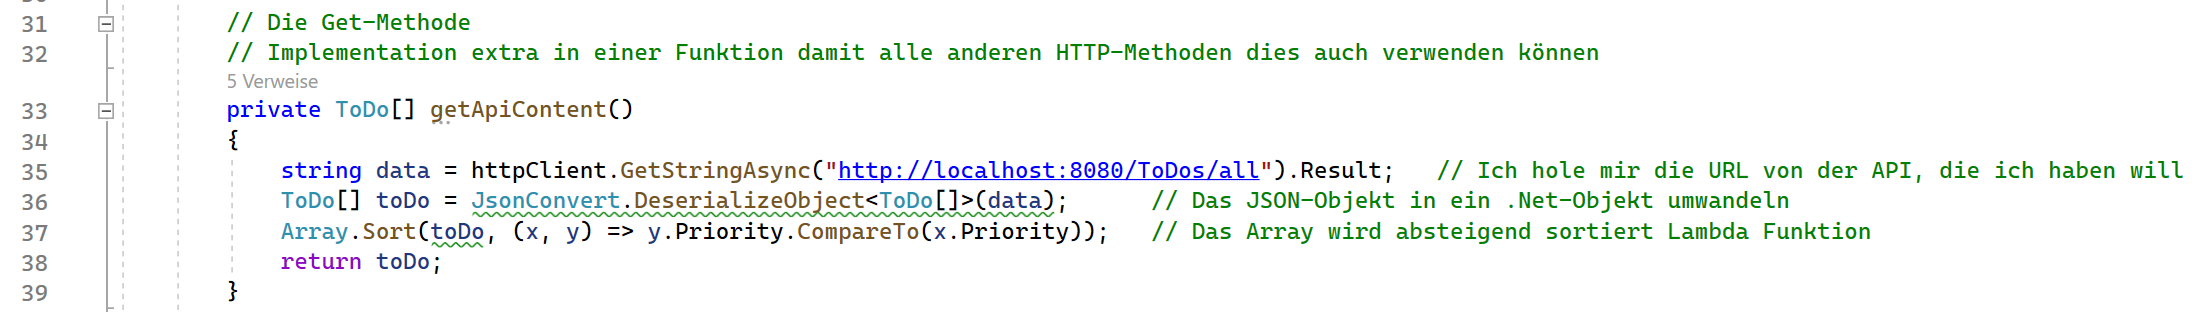 31 // Die Get-Methode
32 // Implementation extra in einer Funktion damit alle anderen HTTP-Methoden dies auch verwenden können
5 Verweise
33 private ToDo[] getApiContent()
34 {
35 string data = httpClient.GetStringAsync("http://localhost:8080/ToDos/all").Result; // Ich hole mir die URL von der API, die ich haben will
36 ToDo[] toDo = JsonConvert.DeserializeObject<ToDo[]>(data); // Das JSON-Objekt in ein .Net-Objekt umwandeln
37 Array.Sort(toDo, (x, y) => y.Priority.CompareTo(x.Priority)); // Das Array wird absteigend sortiert Lambda Funktion
38 return toDo;
39 }